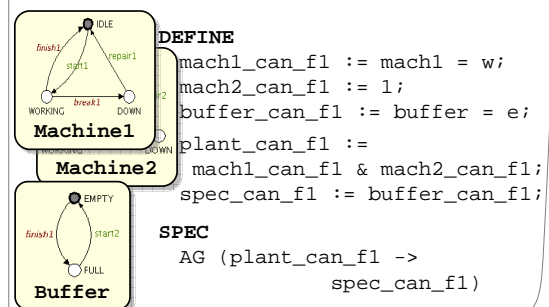 IDLE
finish1
start1
repair1
break1
WORKING
DOWN
Machine1
DOWN
Machine2
EMPTY
finish1
start2
FULL
Buffer
DEFINE
mach1_can_f1 := mach1 = w;
mach2_can_f1 := 1;
buffer_can_f1 := buffer = e;
plant_can_f1 :=
mach1_can_f1 & mach2_can_f1;
spec_can_f1 := buffer_can_f1;
SPEC
AG (plant_can_f1 ->
spec_can_f1)